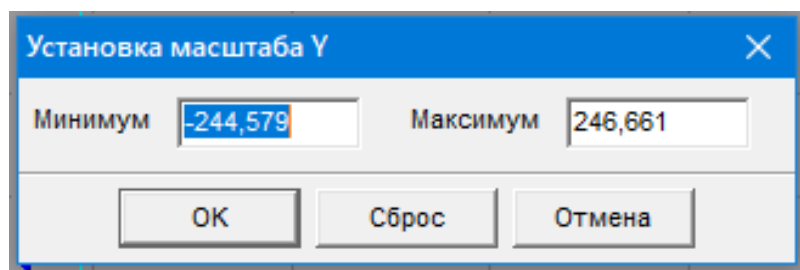 Установка масштаба Y
Минимум -244,579 Максимум 246,661
OK Сброс Отмена